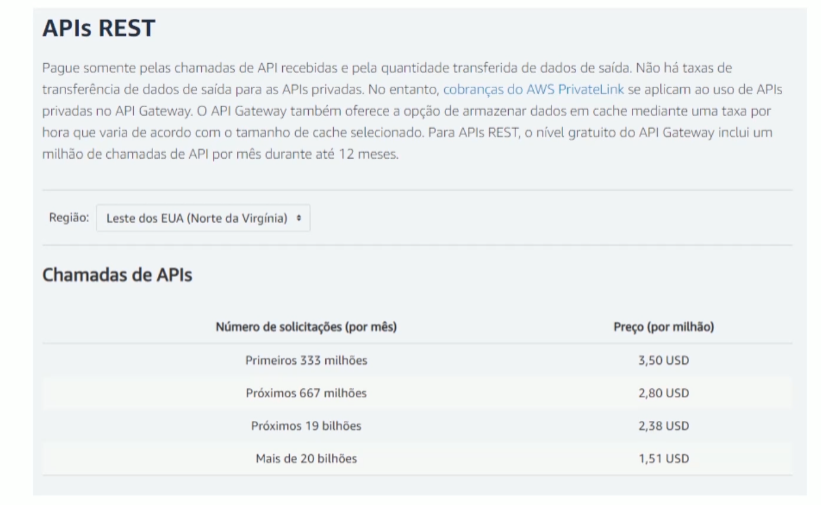 APIs REST
Pague somente pelas chamadas de API recebidas e pela quantidade transferida de dados de saída. Não há taxas de
transferência de dados de saída para as APIs privadas. No entanto, cobranças do AWS PrivateLink se aplicam ao uso de APIs
privadas no API Gateway. O API Gateway também oferece a opção de armazenar dados em cache mediante uma taxa por
hora que varia de acordo com o tamanho de cache selecionado. Para APIs REST, o nível gratuito do API Gateway inclui um
milhão de chamadas de API por mês durante até 12 meses.
Região: Leste dos EUA (Norte da Virgínia)
Chamadas de APIs
Número de solicitações (por mês) Preço (por milhão)
Primeiros 333 milhões 3,50 USD
Próximos 667 milhões 2,80 USD
Próximos 19 bilhões 2,38 USD
Mais de 20 bilhões 1,51 USD